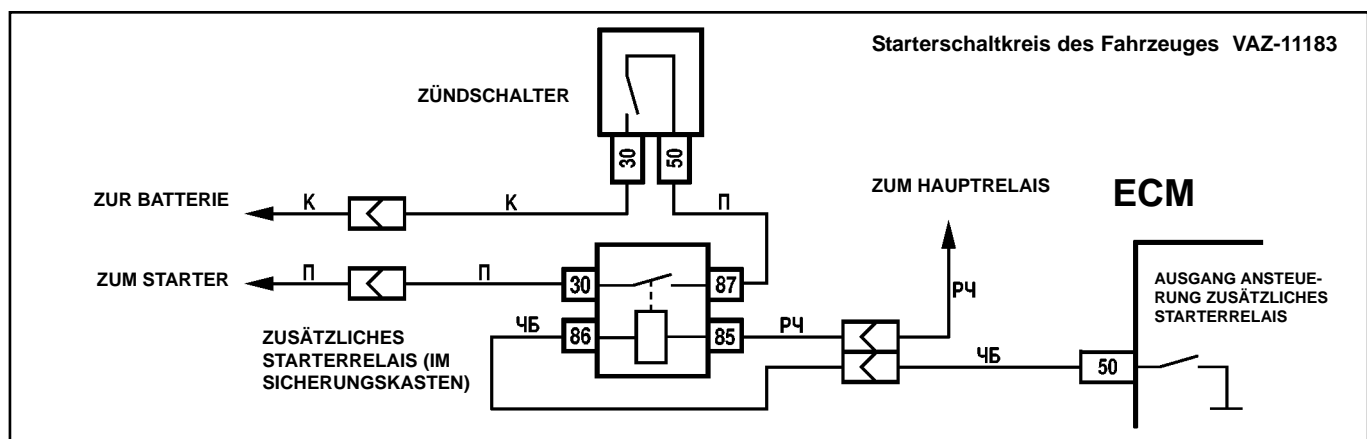 Starterschaltkreis des Fahrzeuges VAZ-11183
ZÜNDSCHALTER
30
50
ZUR BATTERIE
К
К
П
ZUM HAUPTRELAIS
ECM
ZUM STARTER
П
П
30
87
AUSGANG ANSTEUE-
RUNG ZUSÄTZLICHES
STARTERRELAIS
РЧ
ZUSÄTZLICHES
STARTERRELAIS (IM
SICHERUNGSKASTEN)
ЧБ
86
85
РЧ
ЧБ
50